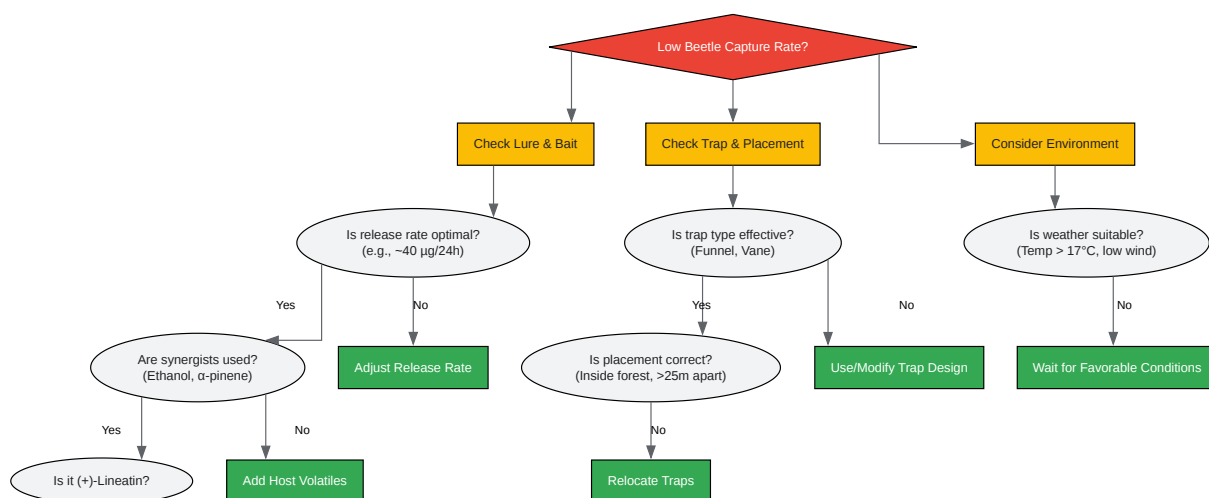 Low Beetle Capture Rate?
Check Lure & Bait
Check Trap & Placement
Consider Environment
Is release rate optimal?
(e.g., ~40 µg/24h)
Is trap type effective?
(Funnel, Vane)
Is weather suitable?
(Temp > 17°C, low wind)
Yes
No
Yes
No
No
Are synergists used?
(Ethanol, α-pinene)
Adjust Release Rate
Is placement correct?
(Inside forest, >25m apart)
Use/Modify Trap Design
Wait for Favorable Conditions
Yes
No
No
Is it (+)-Lineatin?
Add Host Volatiles
Relocate Traps